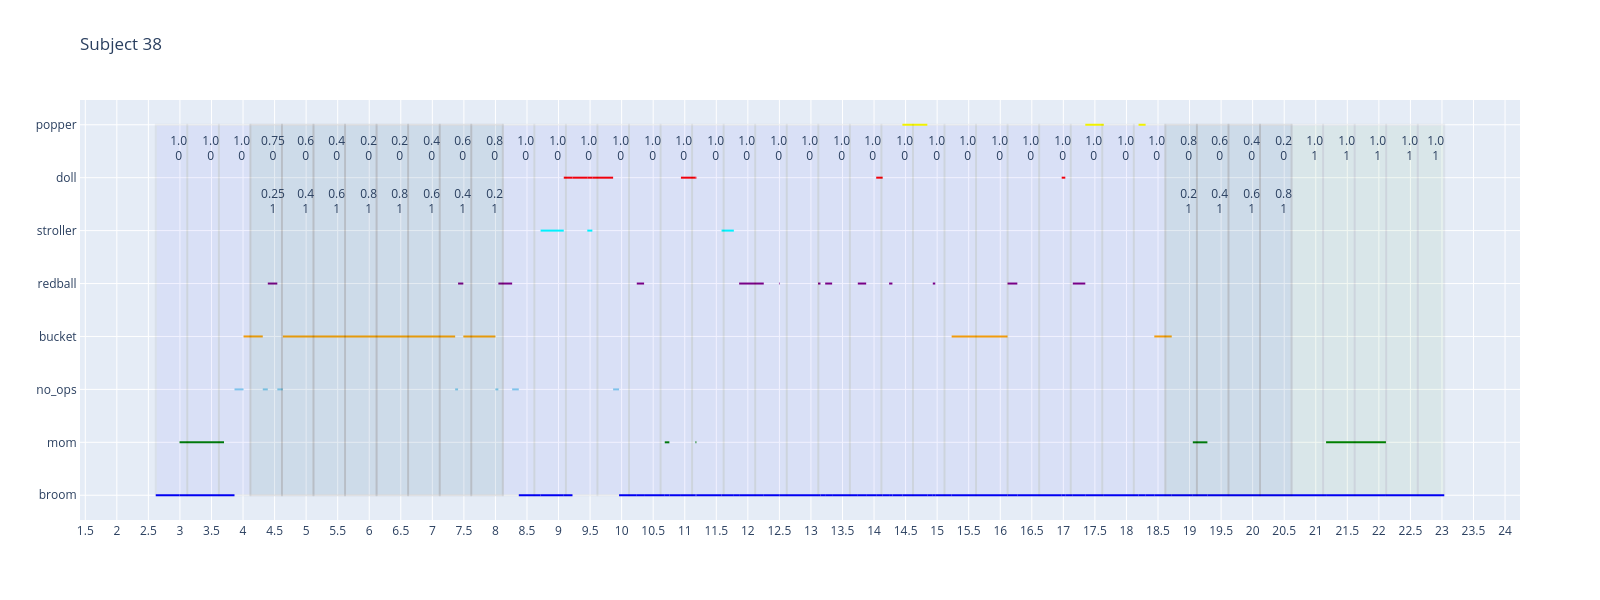 Subject 38
popper
1.0 1.0 1.0 0.75 0.6 0.4 0.2 0.2 0.4 0.6 0.8 1.0 1.0 1.0 1.0 1.0 1.0 1.0 1.0 1.0 1.0 1.0 1.0 1.0 1.0 1.0 1.0 1.0 1.0 1.0 1.0 1.0 0.8 0.6 0.4 0.2 1.0 1.0 1.0 1.0 1.0
0 0 0 0 0 0 0 0 0 0 0 0 0 0 0 0 0 0 0 0 0 0 0 0 0 0 0 0 0 0 0 0 0 0 0 0 1 1 1 1 1
doll
0.25 0.4 0.6 0.8 0.8 0.6 0.4 0.2 0.2 0.4 0.6 0.8
1 1 1 1 1 1 1 1 1 1 1 1
stroller
redball
bucket
no_ops
mom
broom
1.5 2 2.5 3 3.5 4 4.5 5 5.5 6 6.5 7 7.5 8 8.5 9 9.5 10 10.5 11 11.5 12 12.5 13 13.5 14 14.5 15 15.5 16 16.5 17 17.5 18 18.5 19 19.5 20 20.5 21 21.5 22 22.5 23 23.5 24